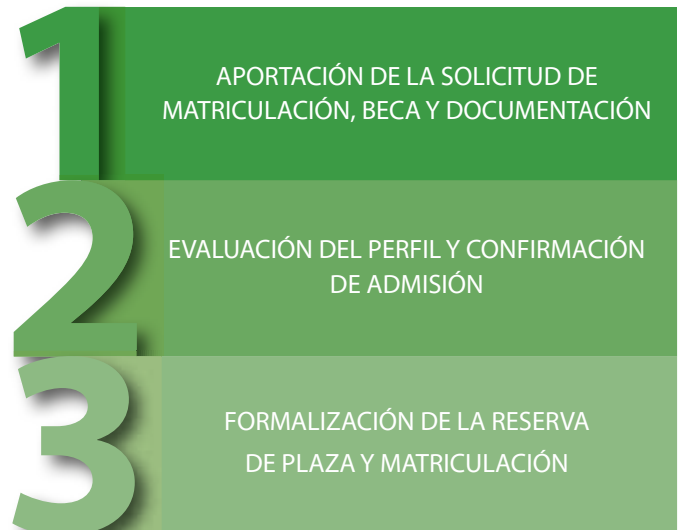 1
APORTACIÓN DE LA SOLICITUD DE
MATRICULACIÓN, BECA Y DOCUMENTACIÓN
2
EVALUACIÓN DEL PERFIL Y CONFIRMACIÓN
DE ADMISIÓN
3
FORMALIZACIÓN DE LA RESERVA
DE PLAZA Y MATRICULACIÓN